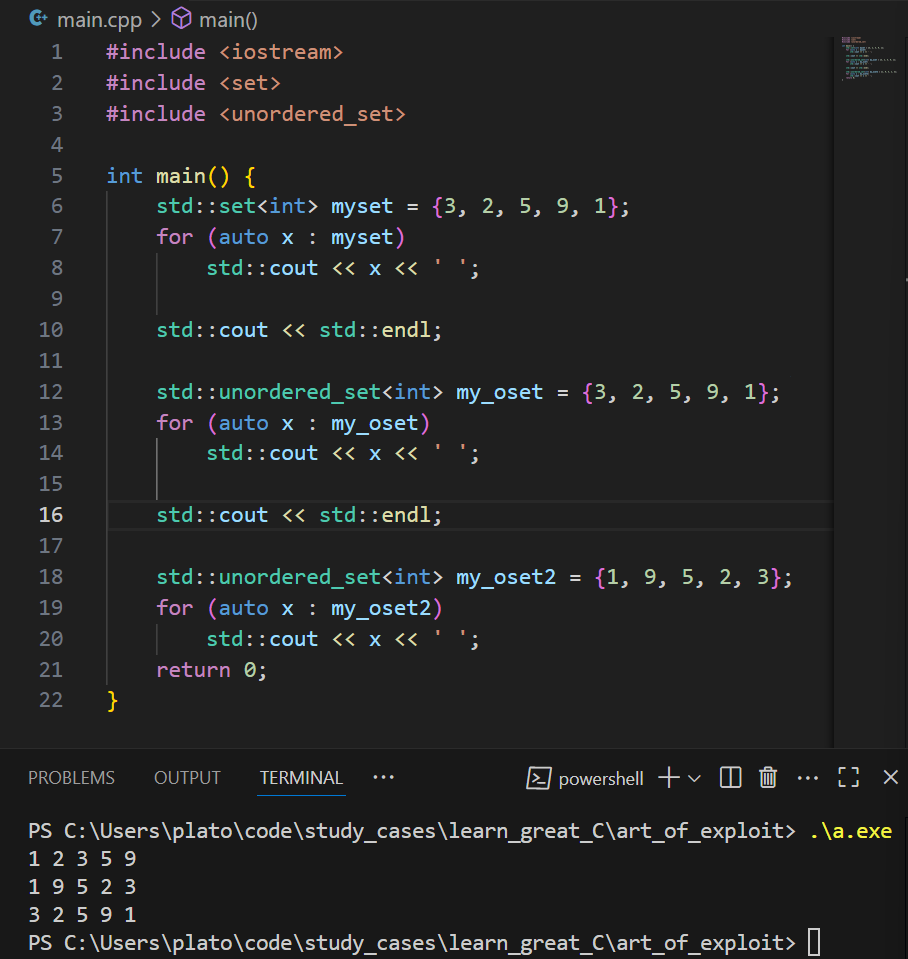 main.cpp > main()
1 #include <iostream>
2 #include <set>
3 #include <unordered_set>
4
5 int main() {
6     std::set<int> myset = {3, 2, 5, 9, 1};
7     for (auto x : myset)
8         std::cout << x << ' ';
9
10     std::cout << std::endl;
11
12     std::unordered_set<int> my_oset = {3, 2, 5, 9, 1};
13     for (auto x : my_oset)
14         std::cout << x << ' ';
15
16     std::cout << std::endl;
17
18     std::unordered_set<int> my_oset2 = {1, 9, 5, 2, 3};
19     for (auto x : my_oset2)
20         std::cout << x << ' ';
21     return 0;
22 }
PROBLEMS OUTPUT TERMINAL ··· powershell
PS C:\Users\plato\code\study_cases\learn_great_C\art_of_exploit> .\a.exe
1 2 3 5 9
1 9 5 2 3
3 2 5 9 1
PS C:\Users\plato\code\study_cases\learn_great_C\art_of_exploit>